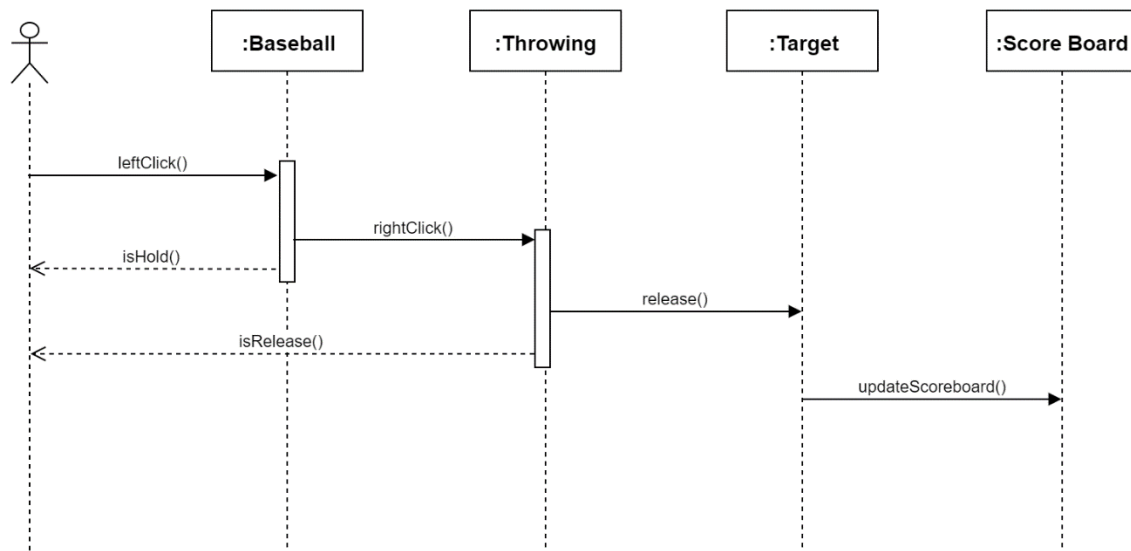 :Baseball
:Throwing
:Target
:Score Board
leftClick()
rightClick()
isHold()
release()
isRelease()
updateScoreboard()